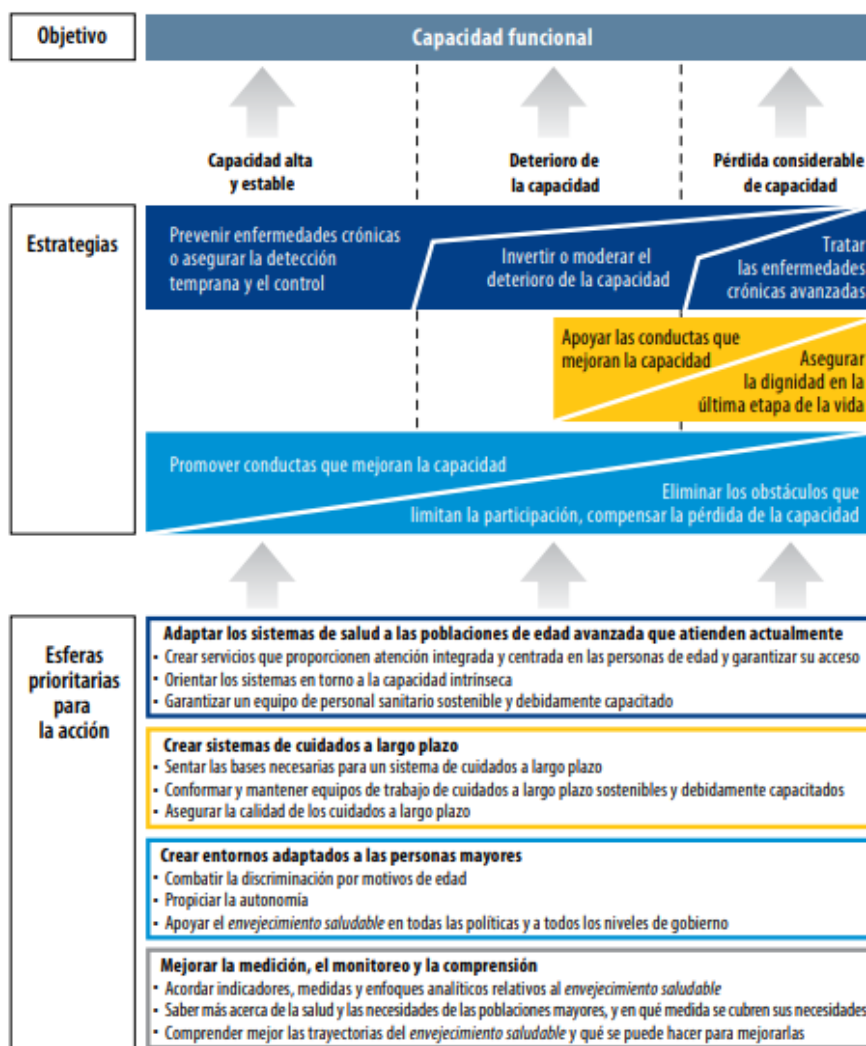 Objetivo
Capacidad funcional
Capacidad alta
y estable
Deterioro de
la capacidad
Pérdida considerable
de capacidad
Estrategias
Prevenir enfermedades crónicas
o asegurar la detección
temprana y el control
Invertir o moderar el
deterioro de la capacidad
Tratar
las enfermedades
crónicas avanzadas
Apoyar las conductas que
mejoran la capacidad
Asegurar
la dignidad en la
última etapa de la vida
Promover conductas que mejoran la capacidad
Eliminar los obstáculos que
limitan la participación, compensar la pérdida de la capacidad
Esferas
prioritarias
para
la acción
Adaptar los sistemas de salud a las poblaciones de edad avanzada que atienden actualmente
▪ Crear servicios que proporcionen atención integrada y centrada en las personas de edad y garantizar su acceso
▪ Orientar los sistemas en torno a la capacidad intrínseca
▪ Garantizar un equipo de personal sanitario sostenible y debidamente capacitado
Crear sistemas de cuidados a largo plazo
▪ Sentar las bases necesarias para un sistema de cuidados a largo plazo
▪ Conformar y mantener equipos de trabajo de cuidados a largo plazo sostenibles y debidamente capacitados
▪ Asegurar la calidad de los cuidados a largo plazo
Crear entornos adaptados a las personas mayores
▪ Combatir la discriminación por motivos de edad
▪ Propiciar la autonomía
▪ Apoyar el envejecimiento saludable en todas las políticas y a todos los niveles de gobierno
Mejorar la medición, el monitoreo y la comprensión
▪ Acordar indicadores, medidas y enfoques analíticos relativos al envejecimiento saludable
▪ Saber más acerca de la salud y las necesidades de las poblaciones mayores, y en qué medida se cubren sus necesidades
▪ Comprender mejor las trayectorias del envejecimiento saludable y qué se puede hacer para mejorarlas